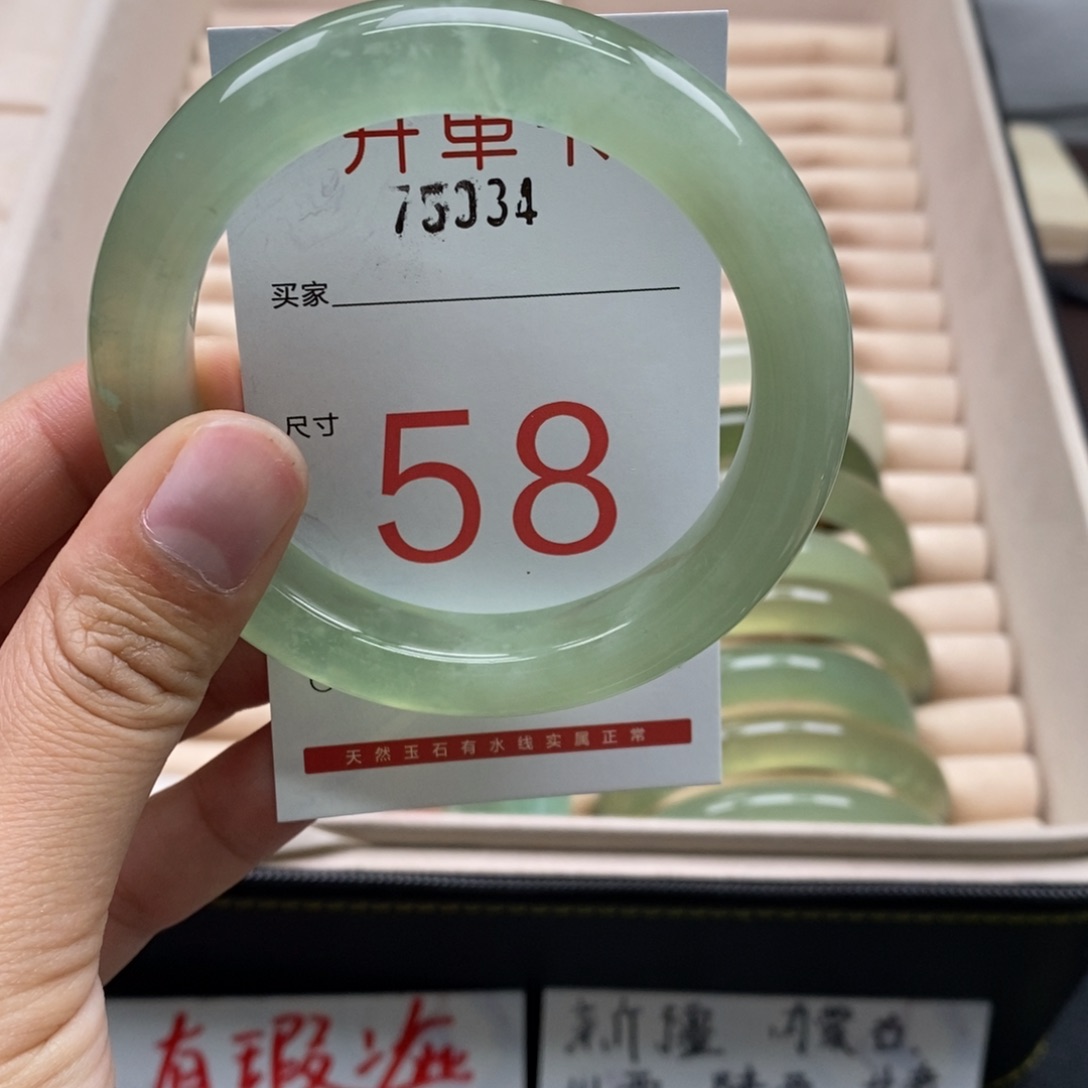 开单卡
75034
买家
尺寸
58
天然玉石有水线实属正常
有瑕疵
新疆